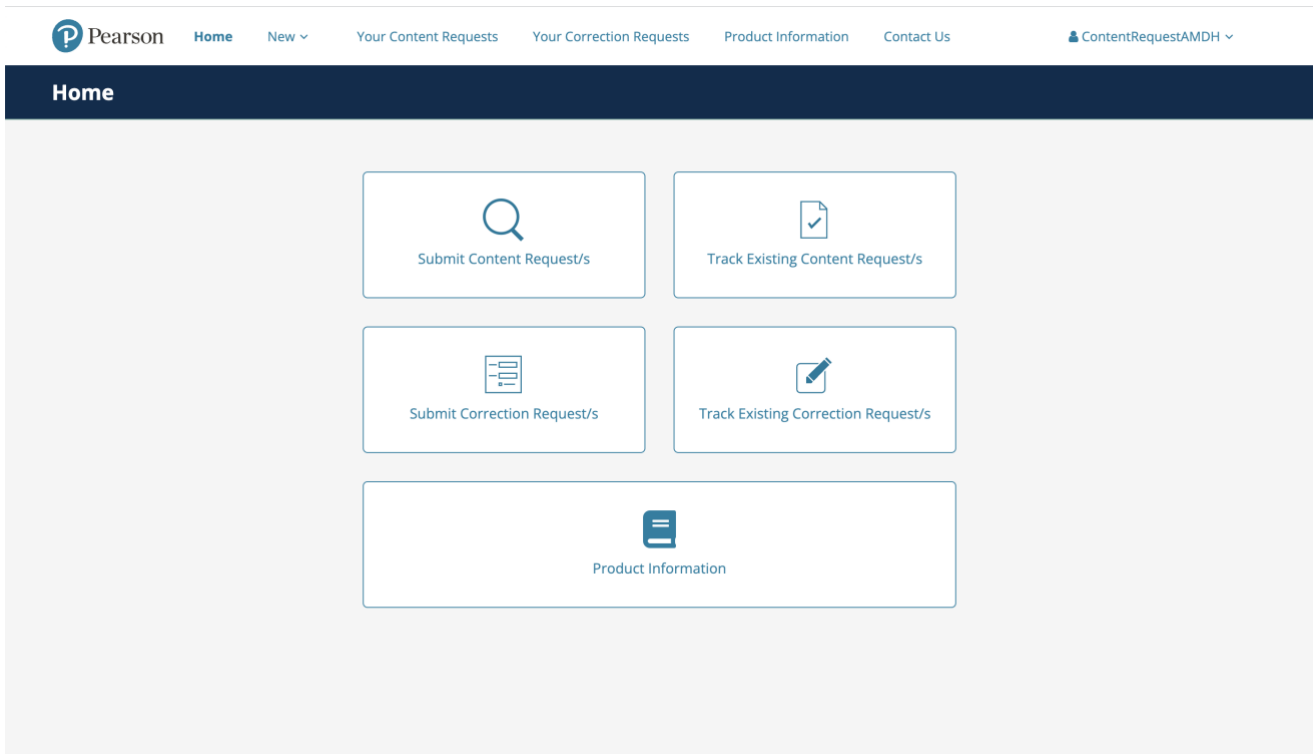 Pearson Home New Your Content Requests Your Correction Requests Product Information Contact Us ContentRequestAMDH
Home
Submit Content Request/s Track Existing Content Request/s
Submit Correction Request/s Track Existing Correction Request/s
Product Information